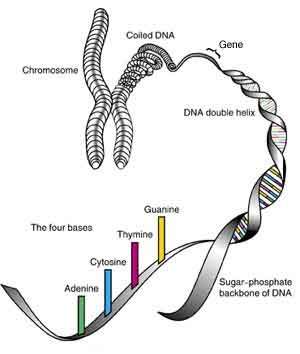 Coiled DNA
Gene
Chromosome
DNA double helix
Guanine
The four bases
Thymine
Cytosine
Adenine
Sugar-phosphate
backbone of DNA